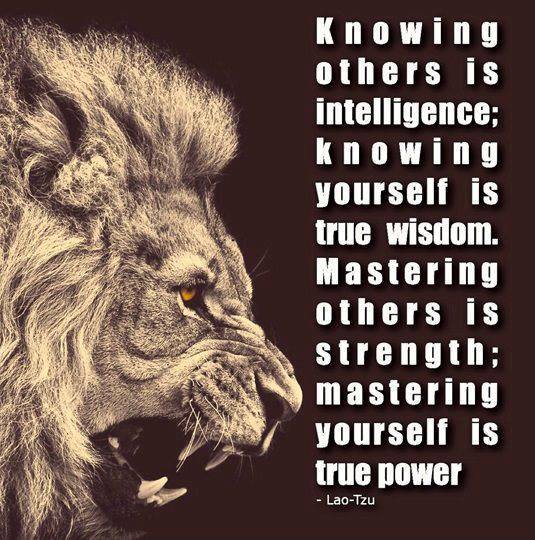 Knowing
others is
intelligence;
knowing
yourself is
true wisdom.
Mastering
others is
strength;
mastering
yourself is
true power
- Lao-Tzu